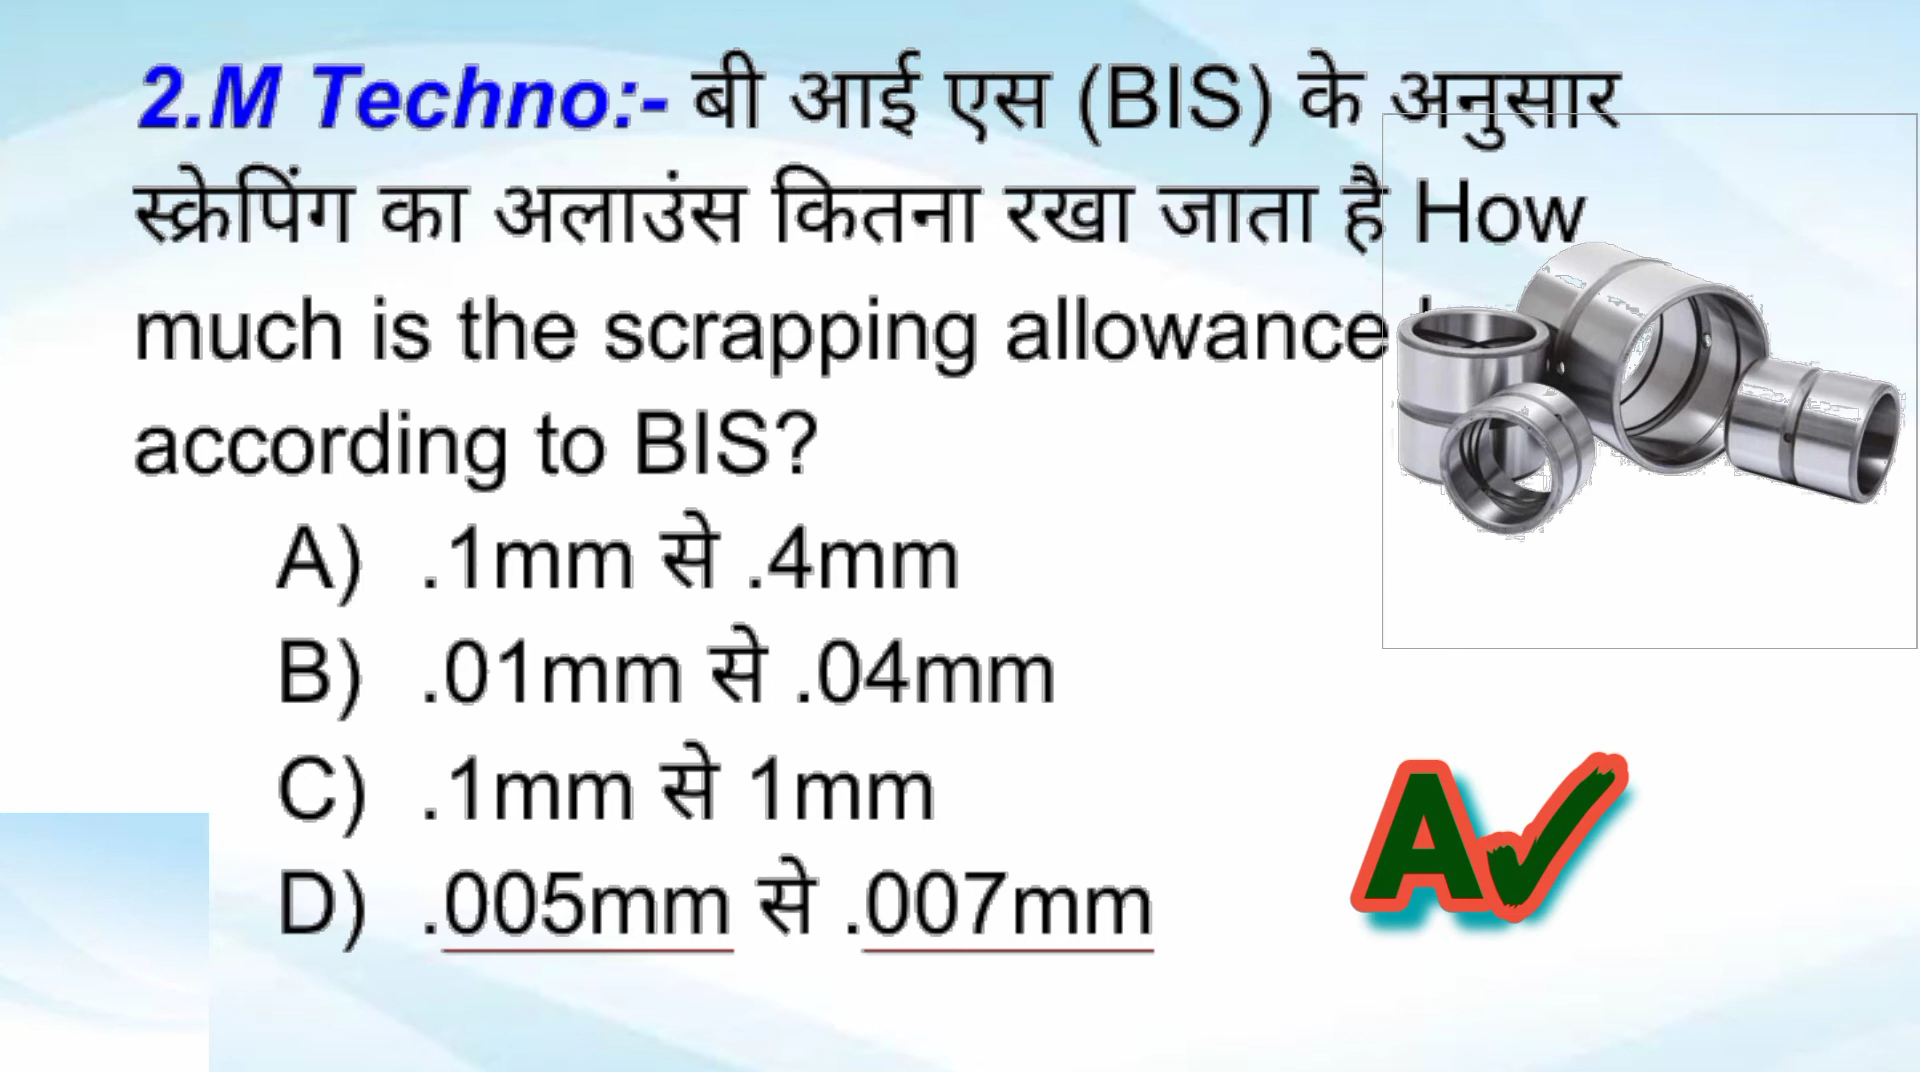 2.M Techno:- बी आई एस (BIS) के अनुसार
स्क्रेपिंग का अलाउंस कितना रखा जाता है How
much is the scrapping allowance
according to BIS?
A) .1mm से .4mm
B) .01mm से .04mm
C) .1mm से 1mm
D) .005mm से .007mm
A✓